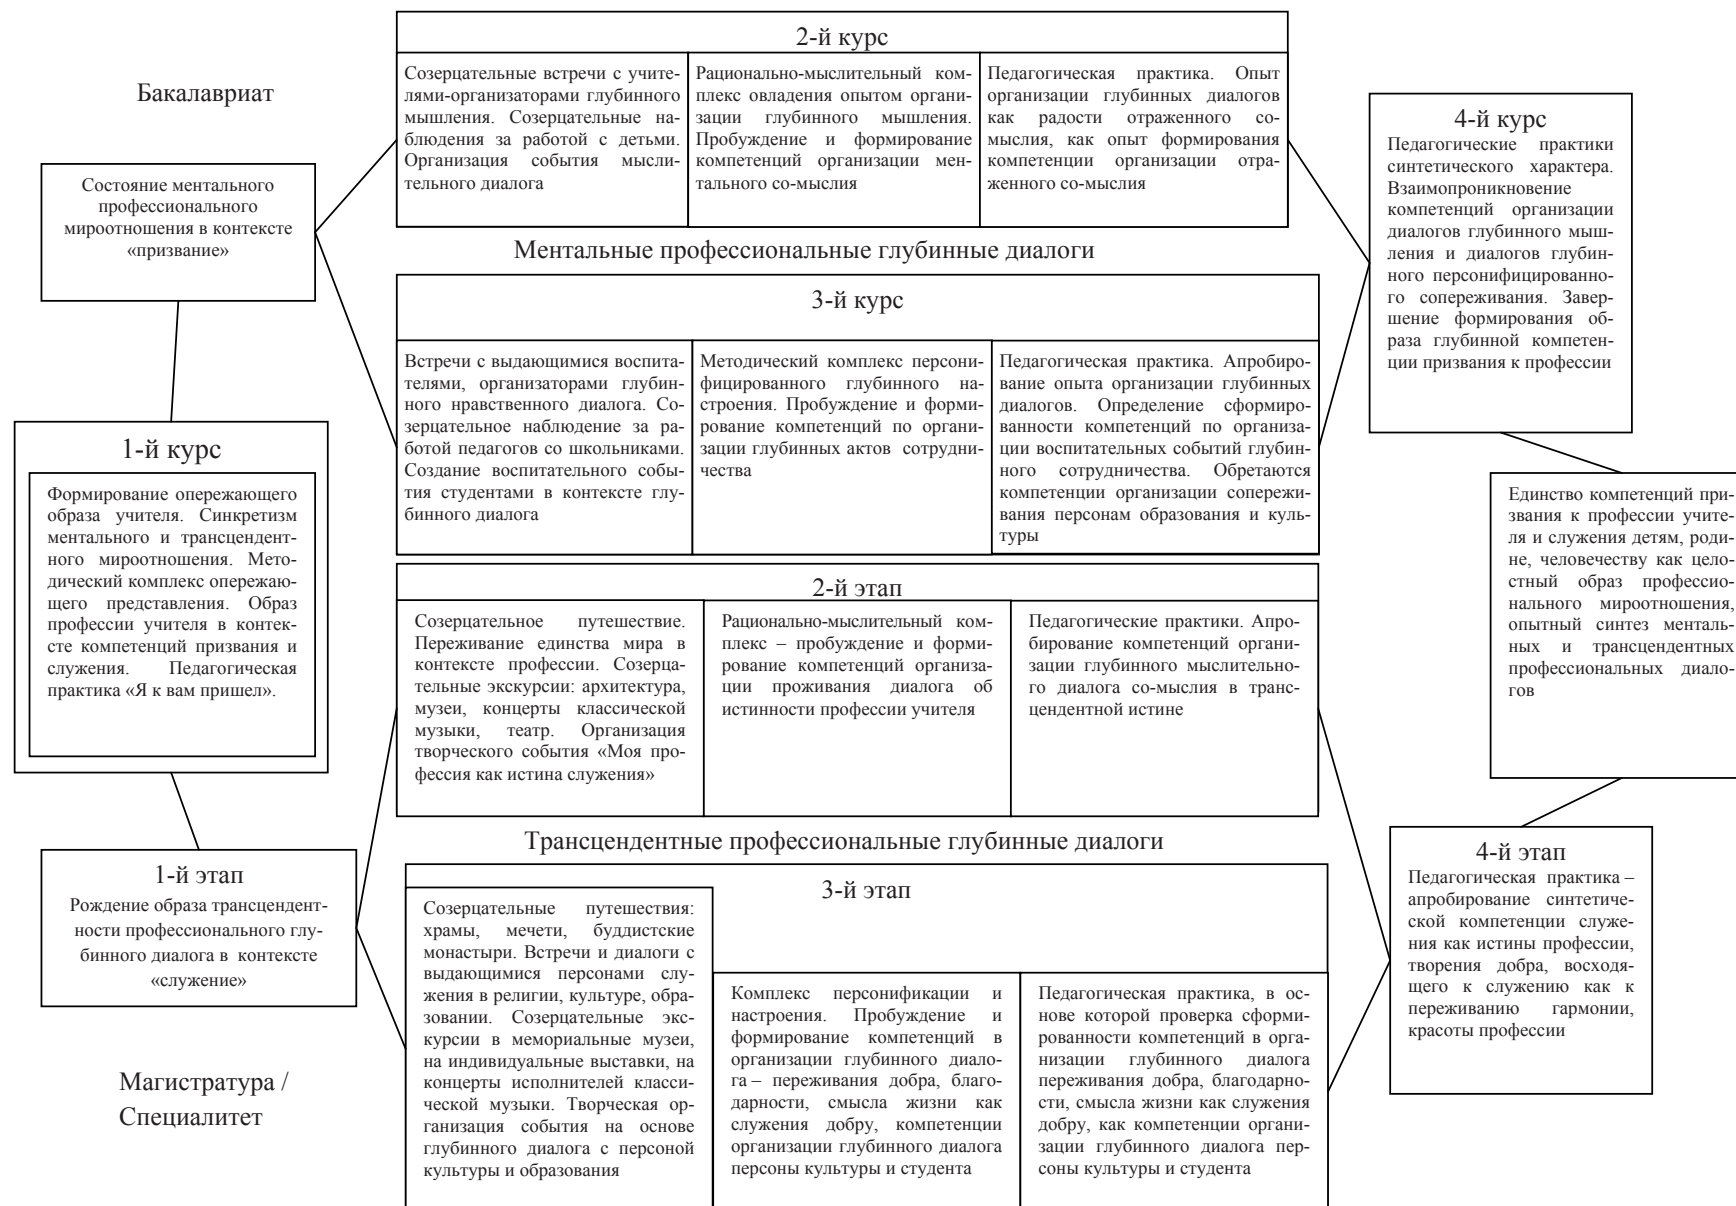 Бакалавриат
Состояние ментального
профессионального
мироотношения в контексте
«призвание»
1-й курс
Формирование опережающего
образа учителя. Синкретизм
ментального и трансцендент-
ного мироотношения. Мето-
дический комплекс опережаю-
щего представления. Образ
профессии учителя в контек-
сте компетенций призвания и
служения. Педагогическая
практика «Я к вам пришел».
1-й этап
Рождение образа трансцендент-
ности профессионального глу-
бинного диалога в контексте
«служение»
Магистратура /
Специалитет
2-й курс
Созерцательные встречи с учите-
лями-организаторами глубинного
мышления. Созерцательные на-
блюдения за работой с детьми.
Организация события мысли-
тельного диалога
Рационально-мыслительный ком-
плекс овладения опытом органи-
зации глубинного мышления.
Пробуждение и формирование
компетенций организации мен-
тального со-мыслия
Педагогическая практика. Опыт
организации глубинных диалогов
как радости отраженного со-
мыслия, как опыт формирования
компетенции организации отра-
женного со-мыслия
Ментальные профессиональные глубинные диалоги
3-й курс
Встречи с выдающимися воспита-
телями, организаторами глубин-
ного нравственного диалога. Со-
зерцательное наблюдение за ра-
ботой педагогов со школьниками.
Создание воспитательного собы-
тия студентами в контексте глу-
бинного диалога
Методический комплекс персони-
фицированного глубинного на-
строения. Пробуждение и форми-
рование компетенций по органи-
зации глубинных актов сотрудни-
чества
Педагогическая практика. Апроби-
рование опыта организации глубинных
диалогов. Определение сформиро-
ванности компетенций по организа-
ции воспитательных событий глубин-
ного сотрудничества. Обретаются
компетенции организации сопережи-
вания персонам образования и куль-
туры
2-й этап
Созерцательное путешествие.
Переживание единства мира в
контексте профессии. Созерца-
тельные экскурсии: архитектура,
музеи, концерты классической
музыки, театр. Организация
творческого события «Моя про-
фессия как истина служения»
Рационально-мыслительный ком-
плекс – пробуждение и форми-
рование компетенций организа-
ции проживания диалога об
истинности профессии учителя
Педагогические практики. Апро-
бирование компетенций органи-
зации глубинного мыслительно-
го диалога со-мыслия в транс-
цендентной истине
Трансцендентные профессиональные глубинные диалоги
3-й этап
Созерцательные путешествия:
храмы, мечети, буддистские
монастыри. Встречи и диалоги с
выдающимися персонами слу-
жения в религии, культуре, обра-
зовании. Созерцательные экс-
курсии в мемориальные музеи,
на индивидуальные выставки, на
концерты исполнителей класси-
ческой музыки. Творческая ор-
ганизация события на основе
глубинного диалога с персоной
культуры и образования
Комплекс персонификации и
настроения. Пробуждение и
формирование компетенций в
организации глубинного диало-
га – переживания добра, благо-
дарности, смысла жизни как
служения добру, компетенции
организации глубинного диалога
персоны культуры и студента
Педагогическая практика, в ос-
нове которой проверка сформи-
рованности компетенций в орга-
низации глубинного диалога
переживания добра, благодарно-
сти, смысла жизни как служения
добру, как компетенции органи-
зации глубинного диалога пер-
соны культуры и студента
4-й курс
Педагогические практики
синтетического характера.
Взаимопроникновение
компетенций организации
диалогов глубинного мыш-
ления и диалогов глубин-
ного персонифицированно-
го сопереживания. Завер-
шение формирования об-
раза глубинной компетен-
ции призвания к профессии
Единство компетенций при-
звания к профессии учите-
ля и служения детям, роди-
не, человечеству как цело-
стный образ профессио-
нального мироотношения,
опытный синтез менталь-
ных и трансцендентных
профессиональных диало-
гов
4-й этап
Педагогическая практика –
апробирование синтетиче-
ской компетенции служе-
ния как истины профессии,
творения добра, восходя-
щего к служению как к
переживанию гармонии,
красоты профессии